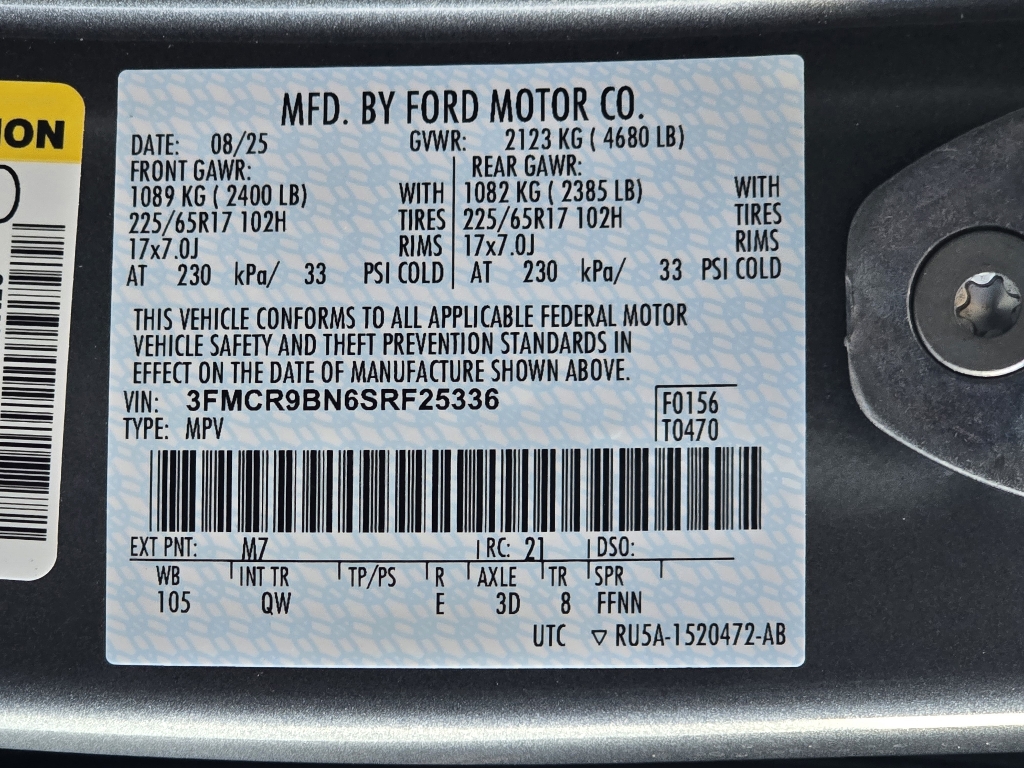 ION
MFD. BY FORD MOTOR CO.
DATE: 08/25 GVWR: 2123 KG ( 4680 LB)
FRONT GAWR: REAR GAWR:
1089 KG ( 2400 LB) WITH 1082 KG ( 2385 LB) WITH
225/65R17 102H TIRES 225/65R17 102H TIRES
17x7.0J RIMS 17x7.0J RIMS
AT 230 kPa/ 33 PSI COLD AT 230 kPa/ 33 PSI COLD
THIS VEHICLE CONFORMS TO ALL APPLICABLE FEDERAL MOTOR
VEHICLE SAFETY AND THEFT PREVENTION STANDARDS IN
EFFECT ON THE DATE OF MANUFACTURE SHOWN ABOVE.
VIN: 3FMCR9BN6SRF25336 F0156
TYPE: MPV T0470
EXT PNT: M7 RC: 21 DSO:
WB INT TR TP/PS R AXLE TR SPR
105 QW E 3D 8 FFNN
UTC ▽ RU5A-1520472-AB